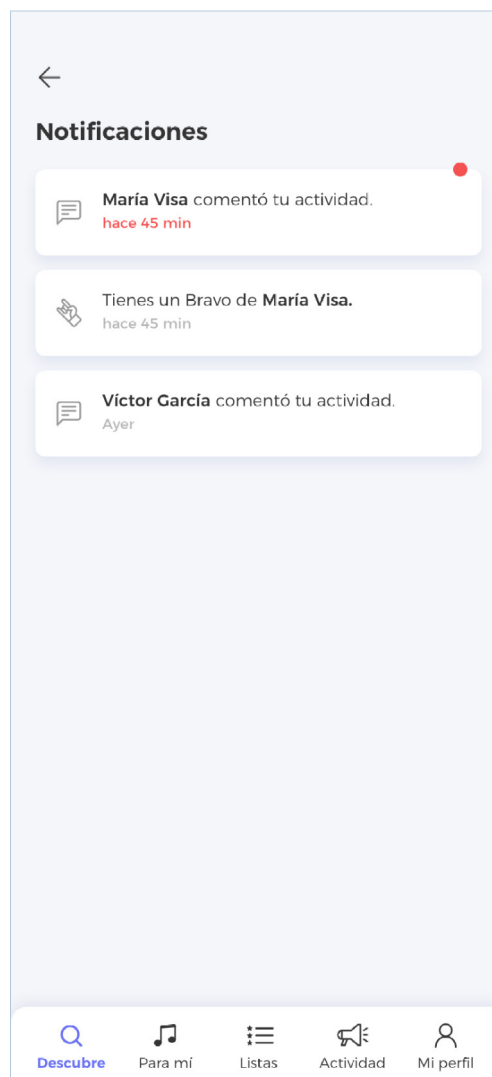 Notificaciones
María Visa comentó tu actividad.
hace 45 min
Tienes un Bravo de María Visa.
hace 45 min
Víctor García comentó tu actividad.
Ayer
Descubre Para mí Listas Actividad Mi perfil